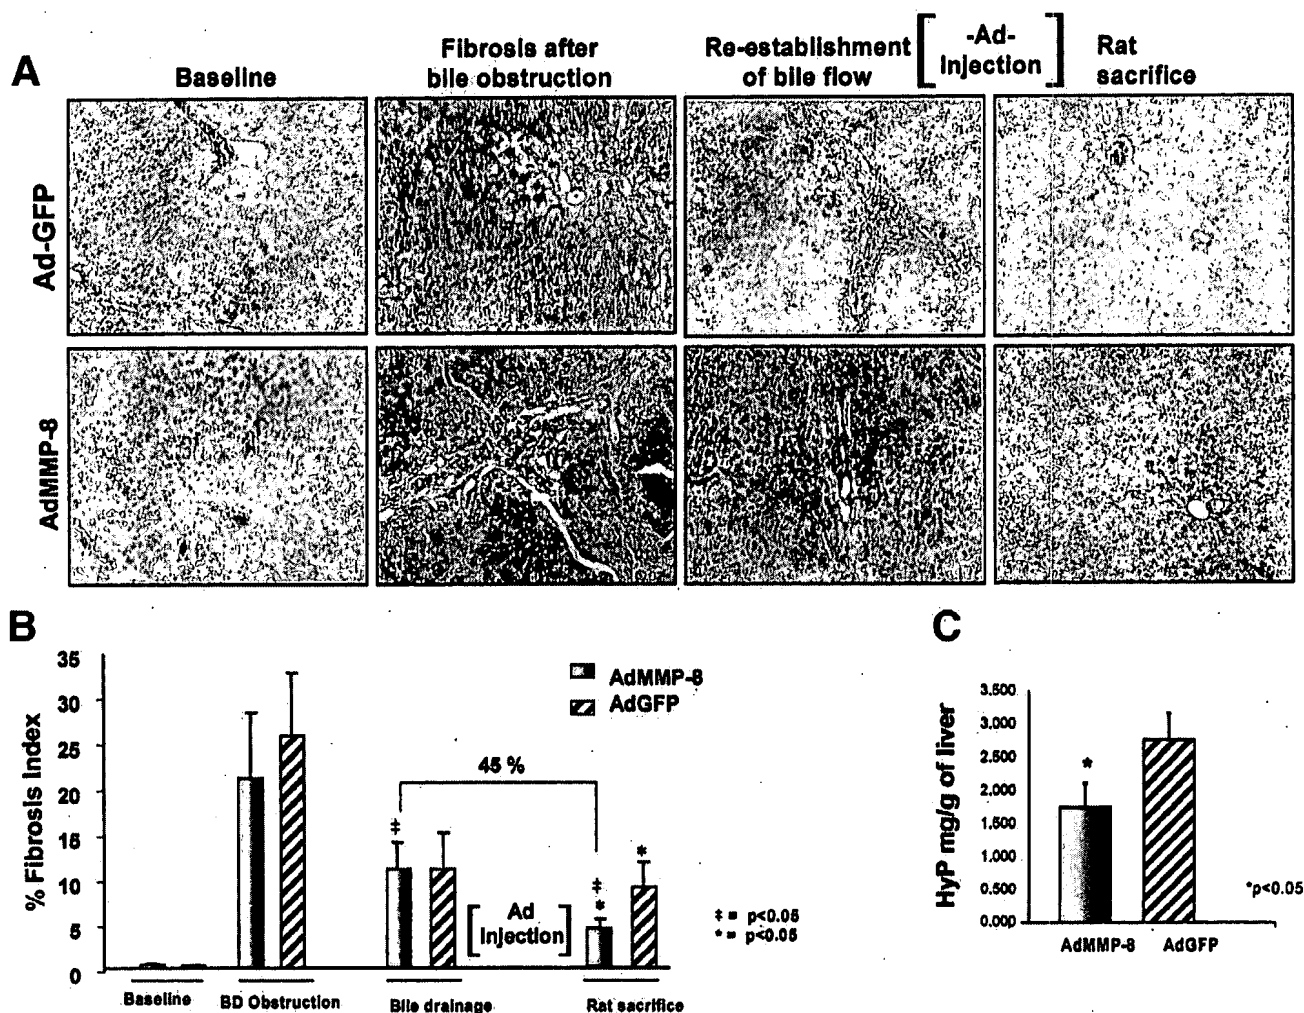 A
Baseline
Fibrosis after
bile obstruction
Re-establishment
of bile flow
-Ad-
Injection
Rat
sacrifice
Ad-GFP
AdMMP-8
B
% Fibrosis Index
35
30
25
20
15
10
5
0
AdMMP-8
AdGFP
45 %
‡
‡
*
*
Ad
Injection
‡ = p<0.05
* = p<0.05
Baseline
BD Obstruction
Bile drainage
Rat sacrifice
C
HyP mg/g of liver
3.500
3.000
2.500
2.000
1.500
1.000
0.500
0.000
*
*p<0.05
AdMMP-8
AdGFP